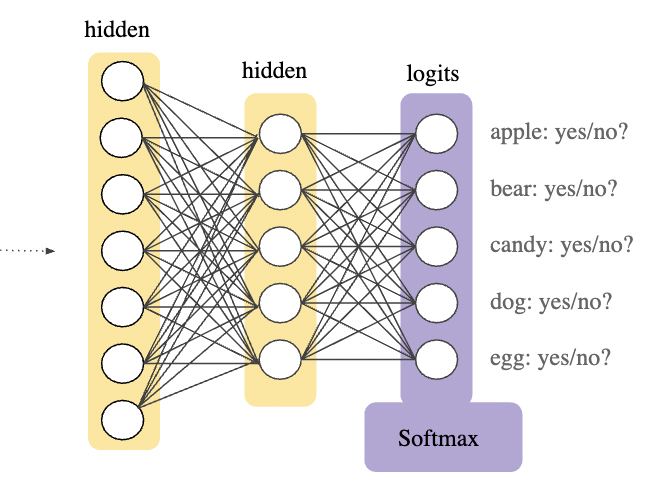 hidden
hidden
logits
apple: yes/no?
bear: yes/no?
candy: yes/no?
dog: yes/no?
egg: yes/no?
Softmax